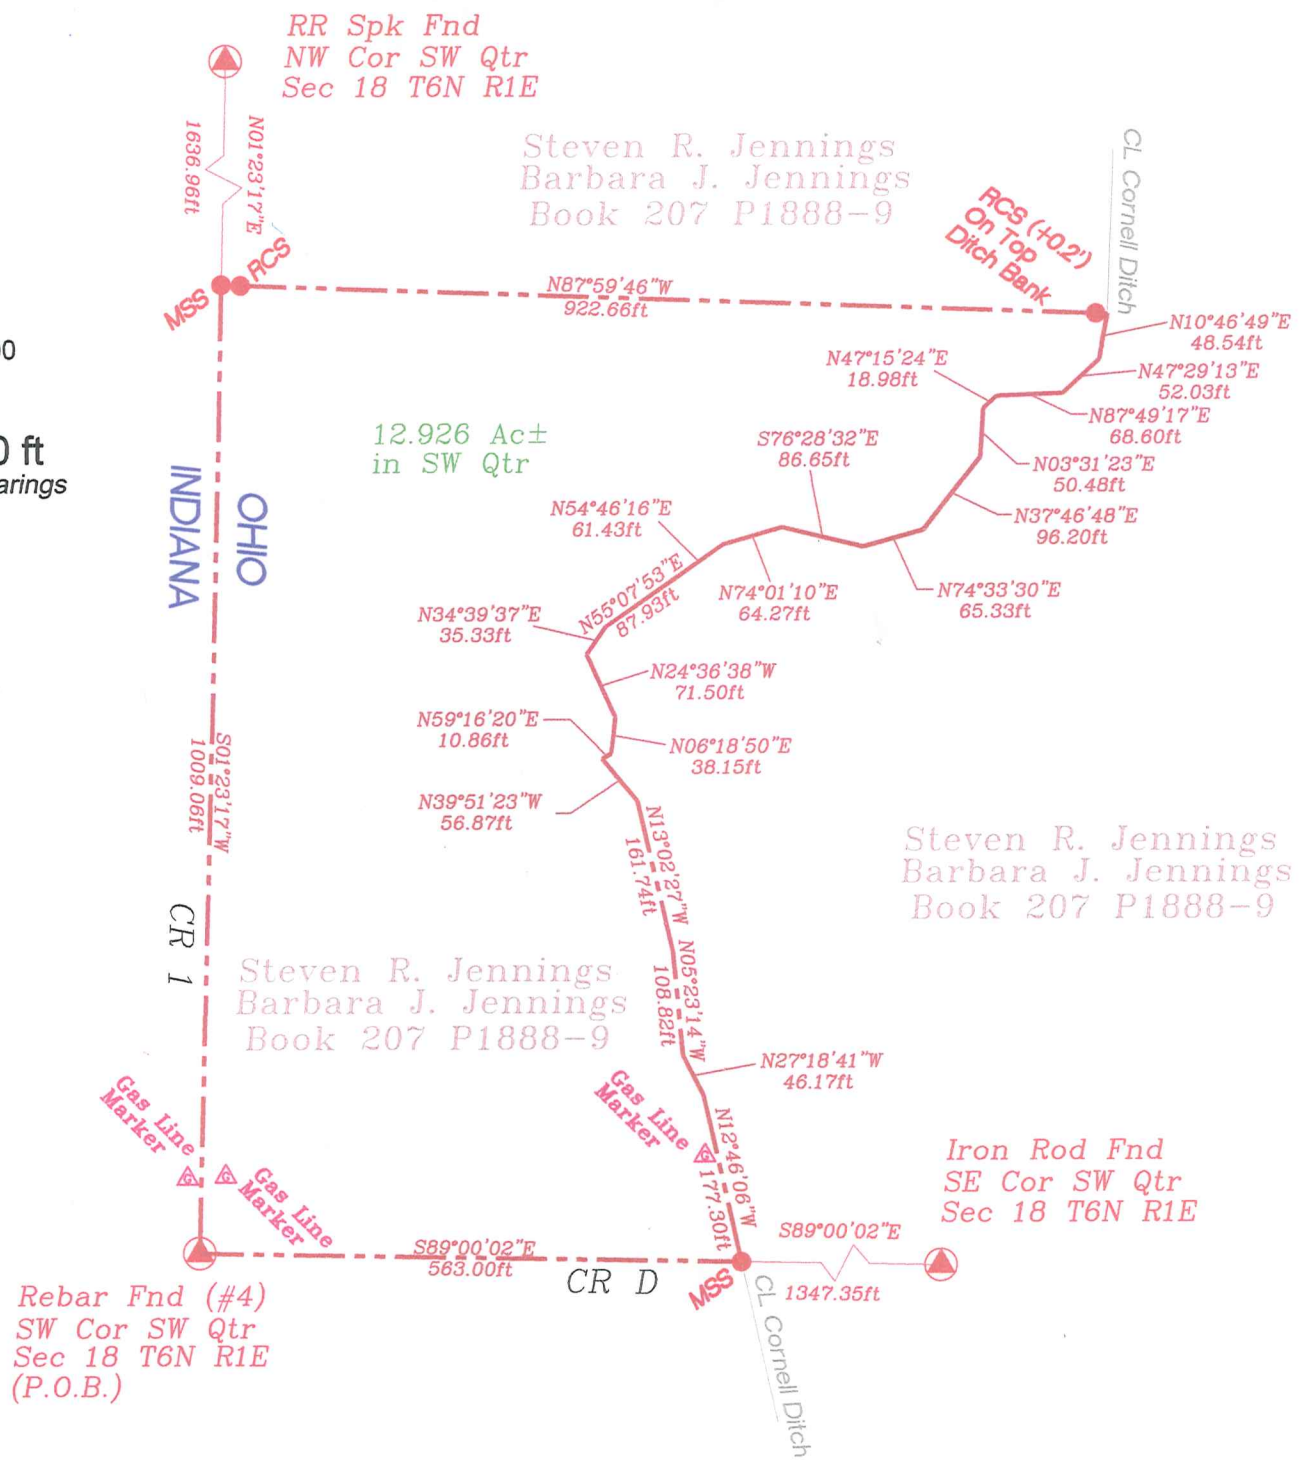 RR Spk Fnd
NW Cor SW Qtr
Sec 18 T6N R1E
N01°23'17"E
1636.96ft
Steven R. Jennings
Barbara J. Jennings
Book 207 P1888-9
CL Cornell Ditch
RCS (+0.2')
On Top
Ditch Bank
MSS
RCS
N87°59'46"W
922.66ft
N10°46'49"E
48.54ft
N47°15'24"E
18.98ft
N47°29'13"E
52.03ft
N87°49'17"E
68.60ft
0 ft
arings
12.926 Ac±
in SW Qtr
S76°28'32"E
86.65ft
N03°31'23"E
50.48ft
N37°46'48"E
96.20ft
INDIANA
OHIO
N54°46'16"E
61.43ft
N55°07'53"E
87.93ft
N74°01'10"E
64.27ft
N74°33'30"E
65.33ft
N34°39'37"E
35.33ft
N24°36'38"W
71.50ft
N59°16'20"E
10.86ft
N06°18'50"E
38.15ft
S01°23'17"W
1009.06ft
N39°51'23"W
56.87ft
N13°02'27"W
161.74ft
Steven R. Jennings
Barbara J. Jennings
Book 207 P1888-9
CR 1
Steven R. Jennings
Barbara J. Jennings
Book 207 P1888-9
N05°23'14"W
108.82ft
N27°18'41"W
46.17ft
Gas Line
Marker
G
Gas Line
Marker
G
Gas Line
Marker
G
N12°46'06"W
177.30ft
Iron Rod Fnd
SE Cor SW Qtr
Sec 18 T6N R1E
S89°00'02"E
563.00ft
CR D
MSS
S89°00'02"E
1347.35ft
CL Cornell Ditch
Rebar Fnd (#4)
SW Cor SW Qtr
Sec 18 T6N R1E
(P.O.B.)